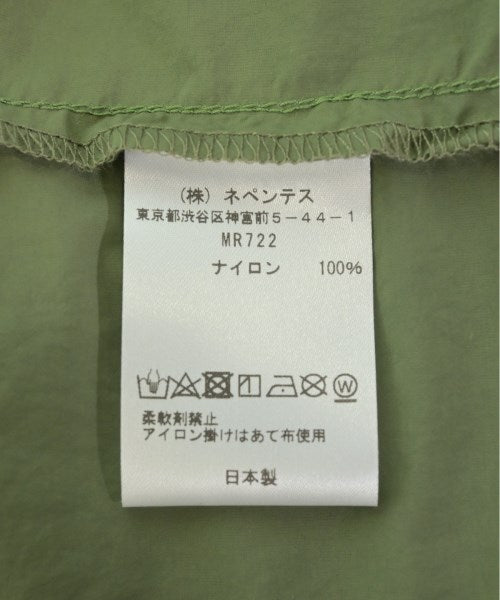 (株) ネペンテス
東京都渋谷区神宮前5－44－1
MR722
ナイロン 100%
W
柔軟剤禁止
アイロン掛けはあて布使用
日本製